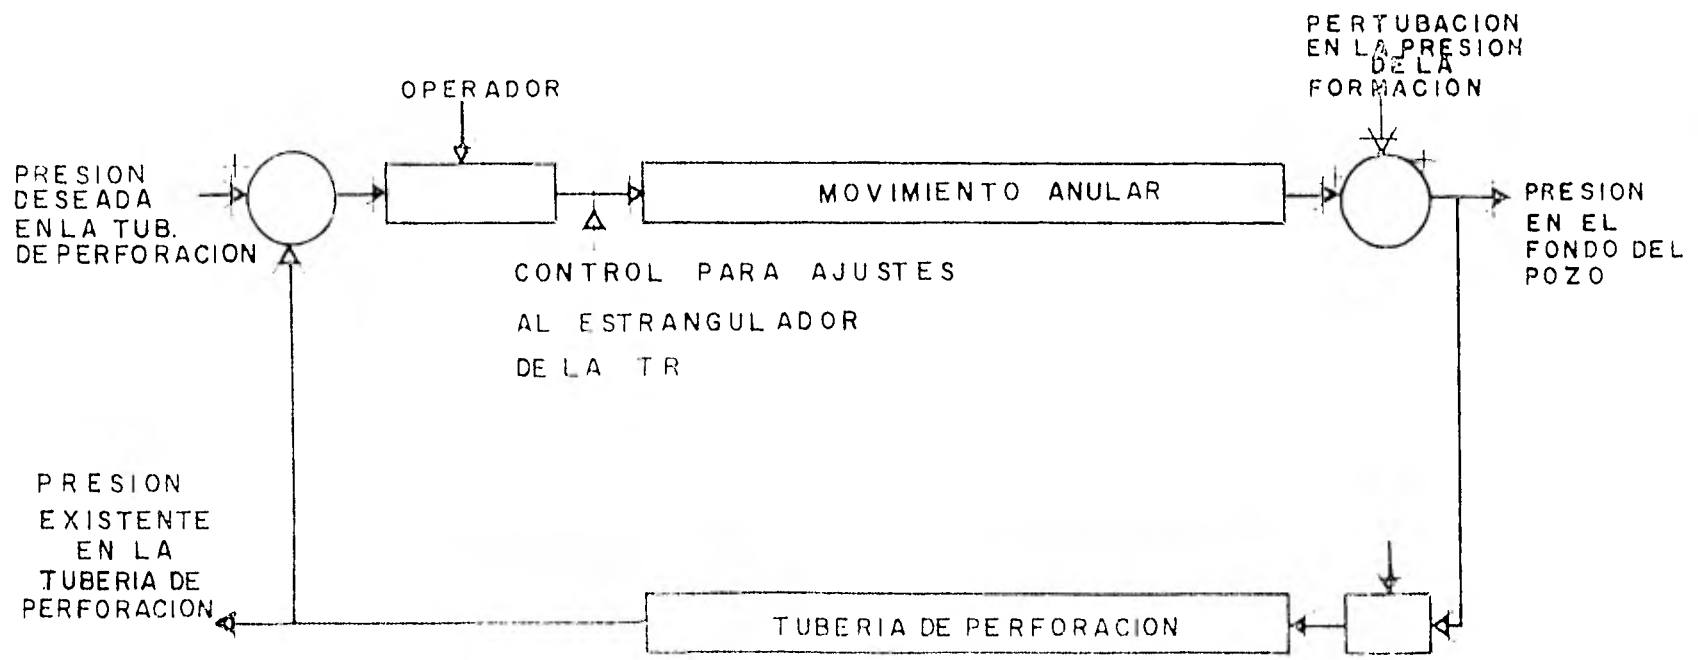 PERTUBACION
EN LA PRESION
DE LA
FORMACION
OPERADOR
PRESION
DESEADA
EN LA TUB.
DE PERFORACION
MOVIMIENTO ANULAR
PRESION
EN EL
FONDO DEL
POZO
CONTROL PARA AJUSTES
AL ESTRANGULADOR
DE LA TR
PRESION
EXISTENTE
EN LA
TUBERIA DE
PERFORACION
TUBERIA DE PERFORACION